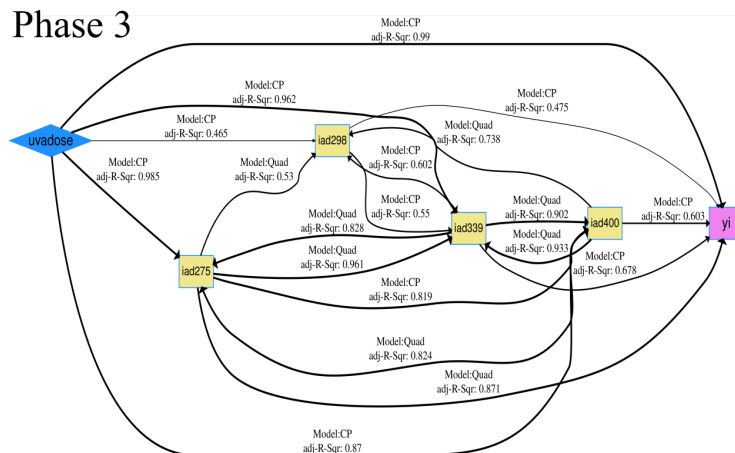 Phase 3
Model:CP
adj-R-Sqr: 0.99
Model:CP
adj-R-Sqr: 0.962
Model:CP
adj-R-Sqr: 0.475
Model:CP
adj-R-Sqr: 0.465
uvadose
iad298
Model:Quad
adj-R-Sqr: 0.738
Model:CP
adj-R-Sqr: 0.602
Model:CP
adj-R-Sqr: 0.985
Model:Quad
adj-R-Sqr: 0.53
Model:CP
adj-R-Sqr: 0.55
Model:Quad
adj-R-Sqr: 0.828
iad339
Model:Quad
adj-R-Sqr: 0.902
iad400
Model:CP
adj-R-Sqr: 0.603
yi
Model:Quad
adj-R-Sqr: 0.933
Model:Quad
adj-R-Sqr: 0.961
iad275
Model:CP
adj-R-Sqr: 0.678
Model:CP
adj-R-Sqr: 0.819
Model:Quad
adj-R-Sqr: 0.824
Model:Quad
adj-R-Sqr: 0.871
Model:CP
adj-R-Sqr: 0.87